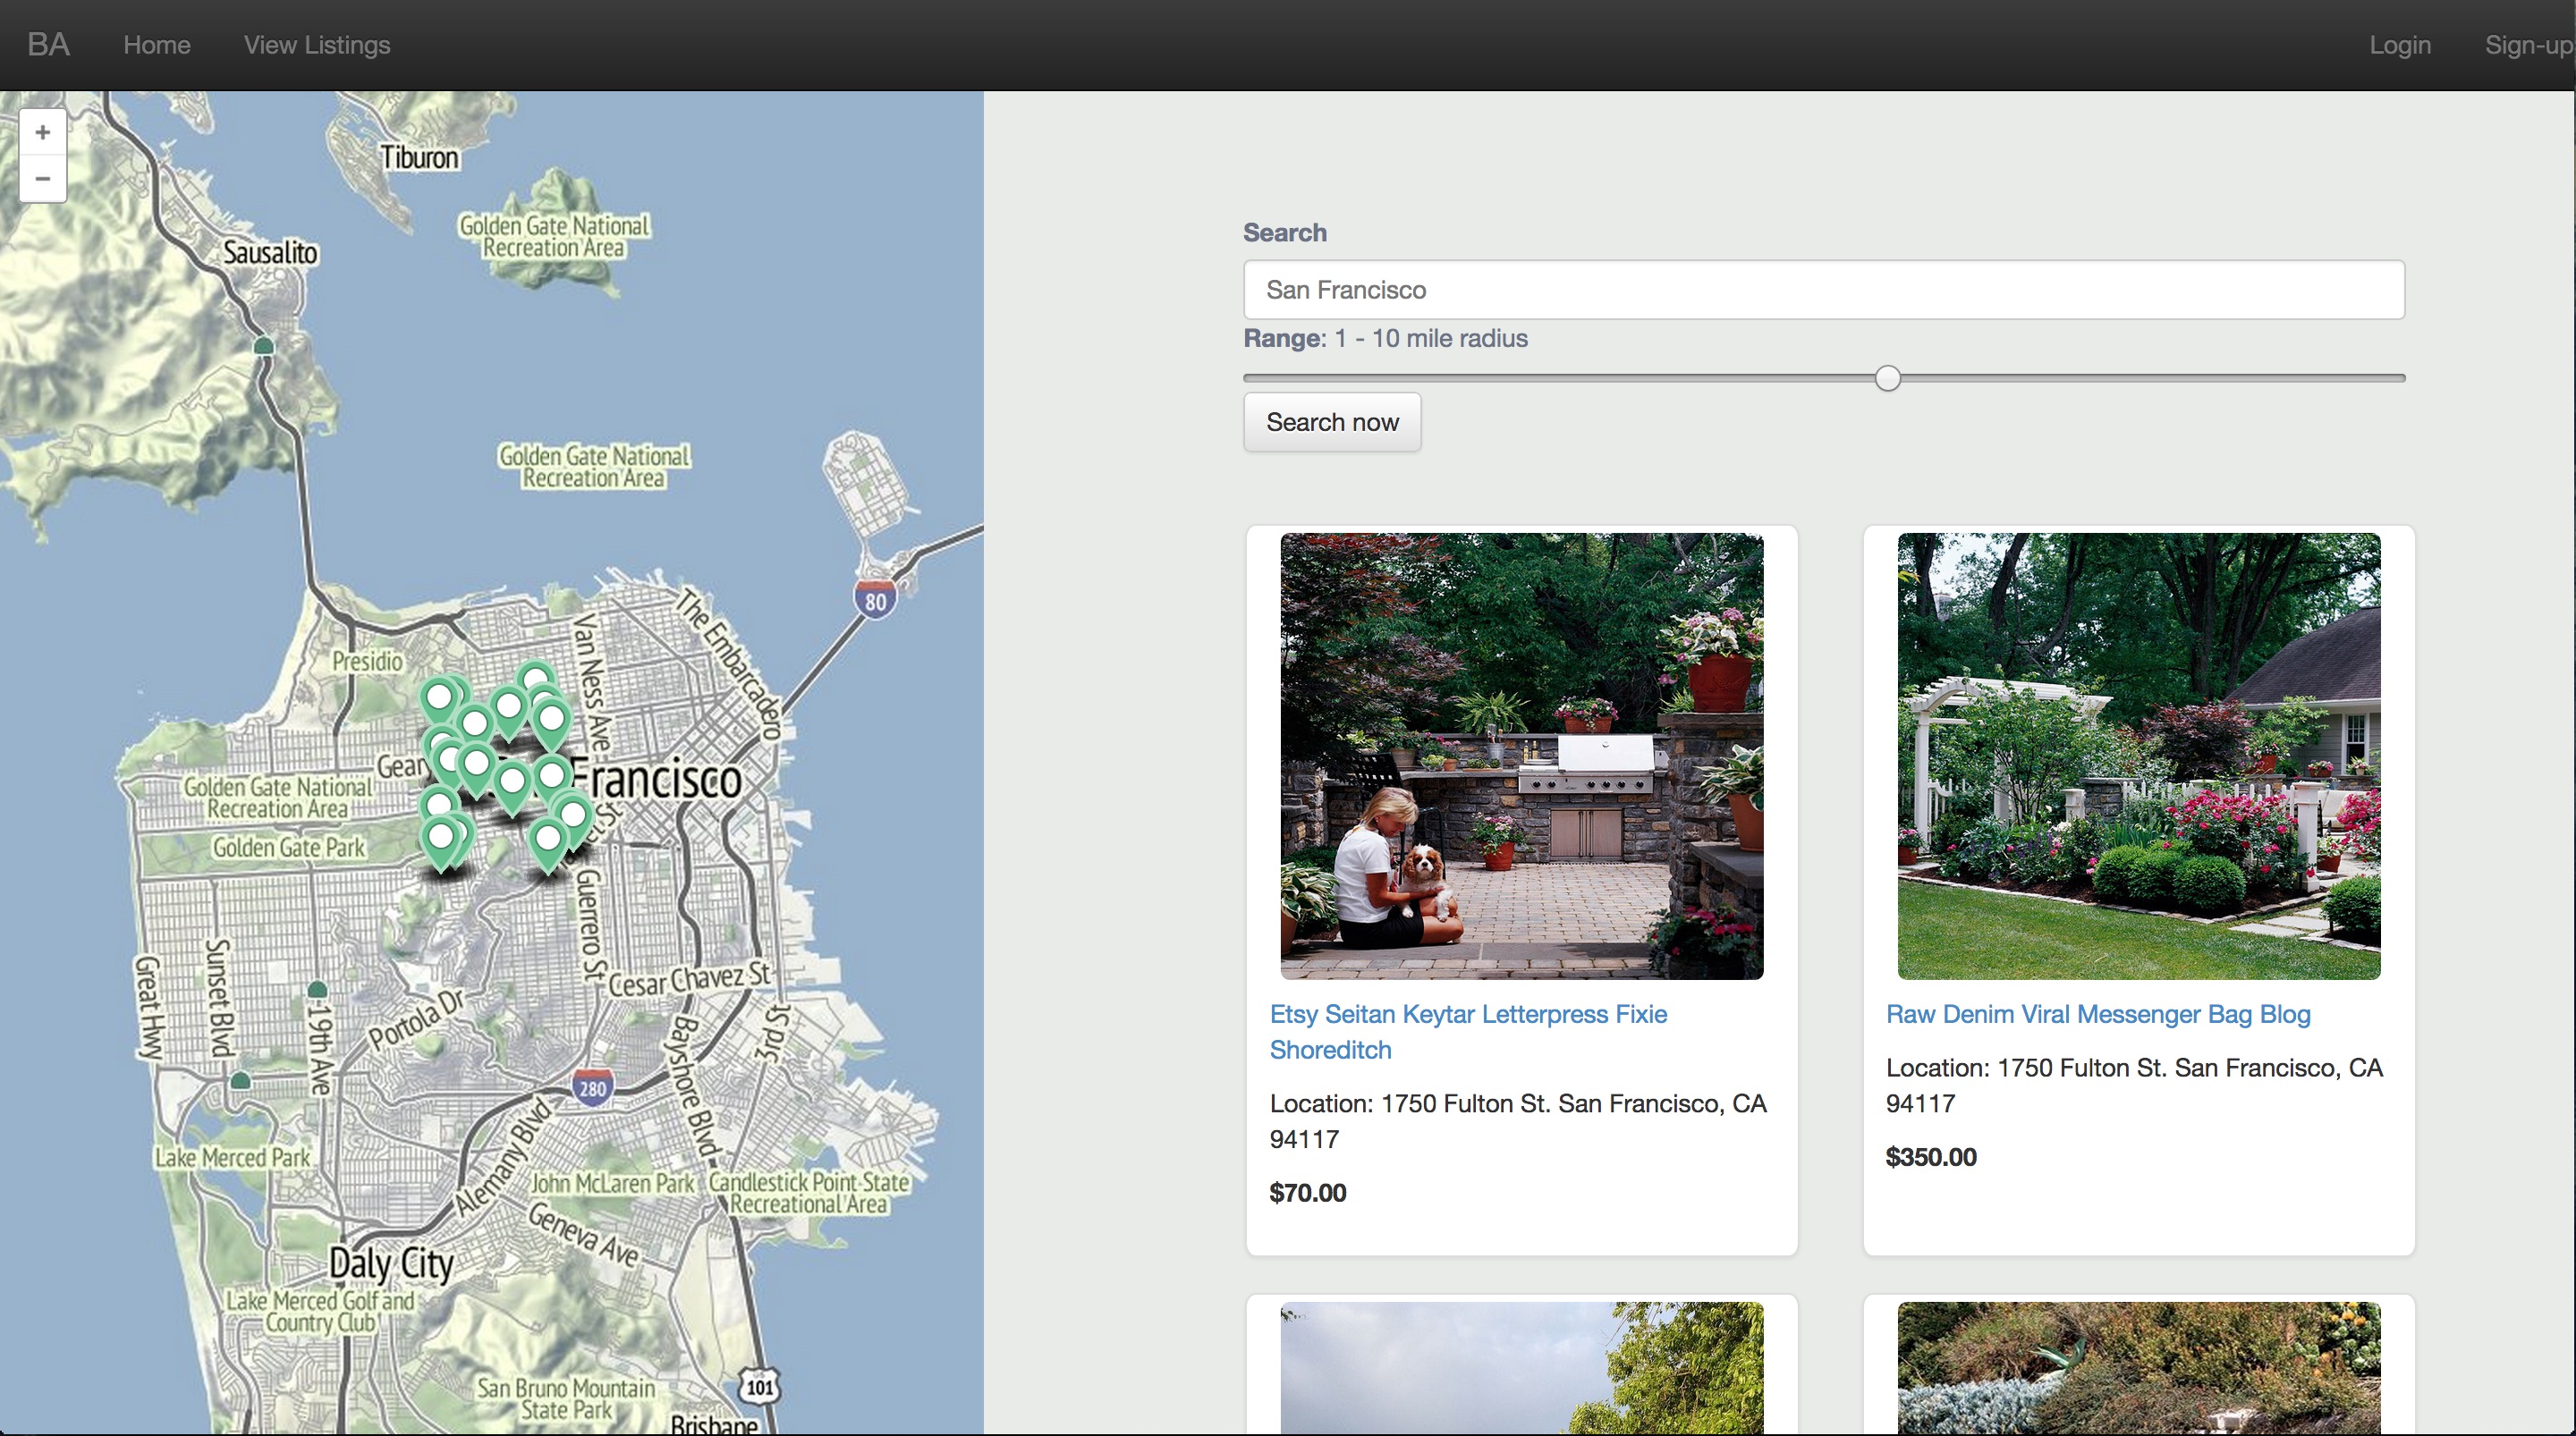 BA
Home
View Listings
Login
Sign-up
+
−
Tiburon
Golden Gate National
Recreation Area
Sausalito
Golden Gate National
Recreation Area
80
The Embarcadero
Van Ness Ave
Presidio
Gear
Francisco
Golden Gate National
Recreation Area
Golden Gate Park
Guerrero St
Cesar Chavez St
Great Hwy
Sunset Blvd
19th Ave
Portola Dr
Bayshore Blvd
3rd St
280
Alemany Blvd
Lake Merced Park
John McLaren Park
Candlestick Point State
Recreational Area
Geneva Ave
Daly City
Lake Merced Golf and
Country Club
San Bruno Mountain
State Park
101
Brisbane
Search
San Francisco
Range: 1 - 10 mile radius
Search now
Etsy Seitan Keytar Letterpress Fixie
Shoreditch
Location: 1750 Fulton St. San Francisco, CA
94117
$70.00
Raw Denim Viral Messenger Bag Blog
Location: 1750 Fulton St. San Francisco, CA
94117
$350.00